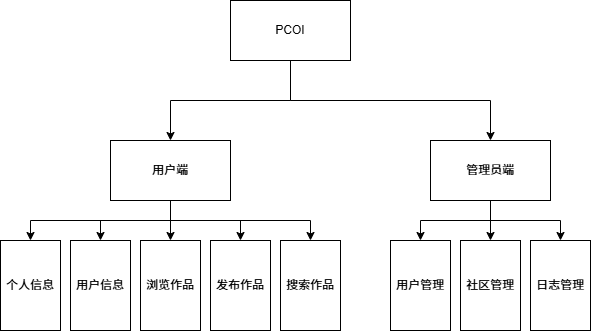 PCOI
用户端
管理员端
个人信息
用户信息
浏览作品
发布作品
搜索作品
用户管理
社区管理
日志管理